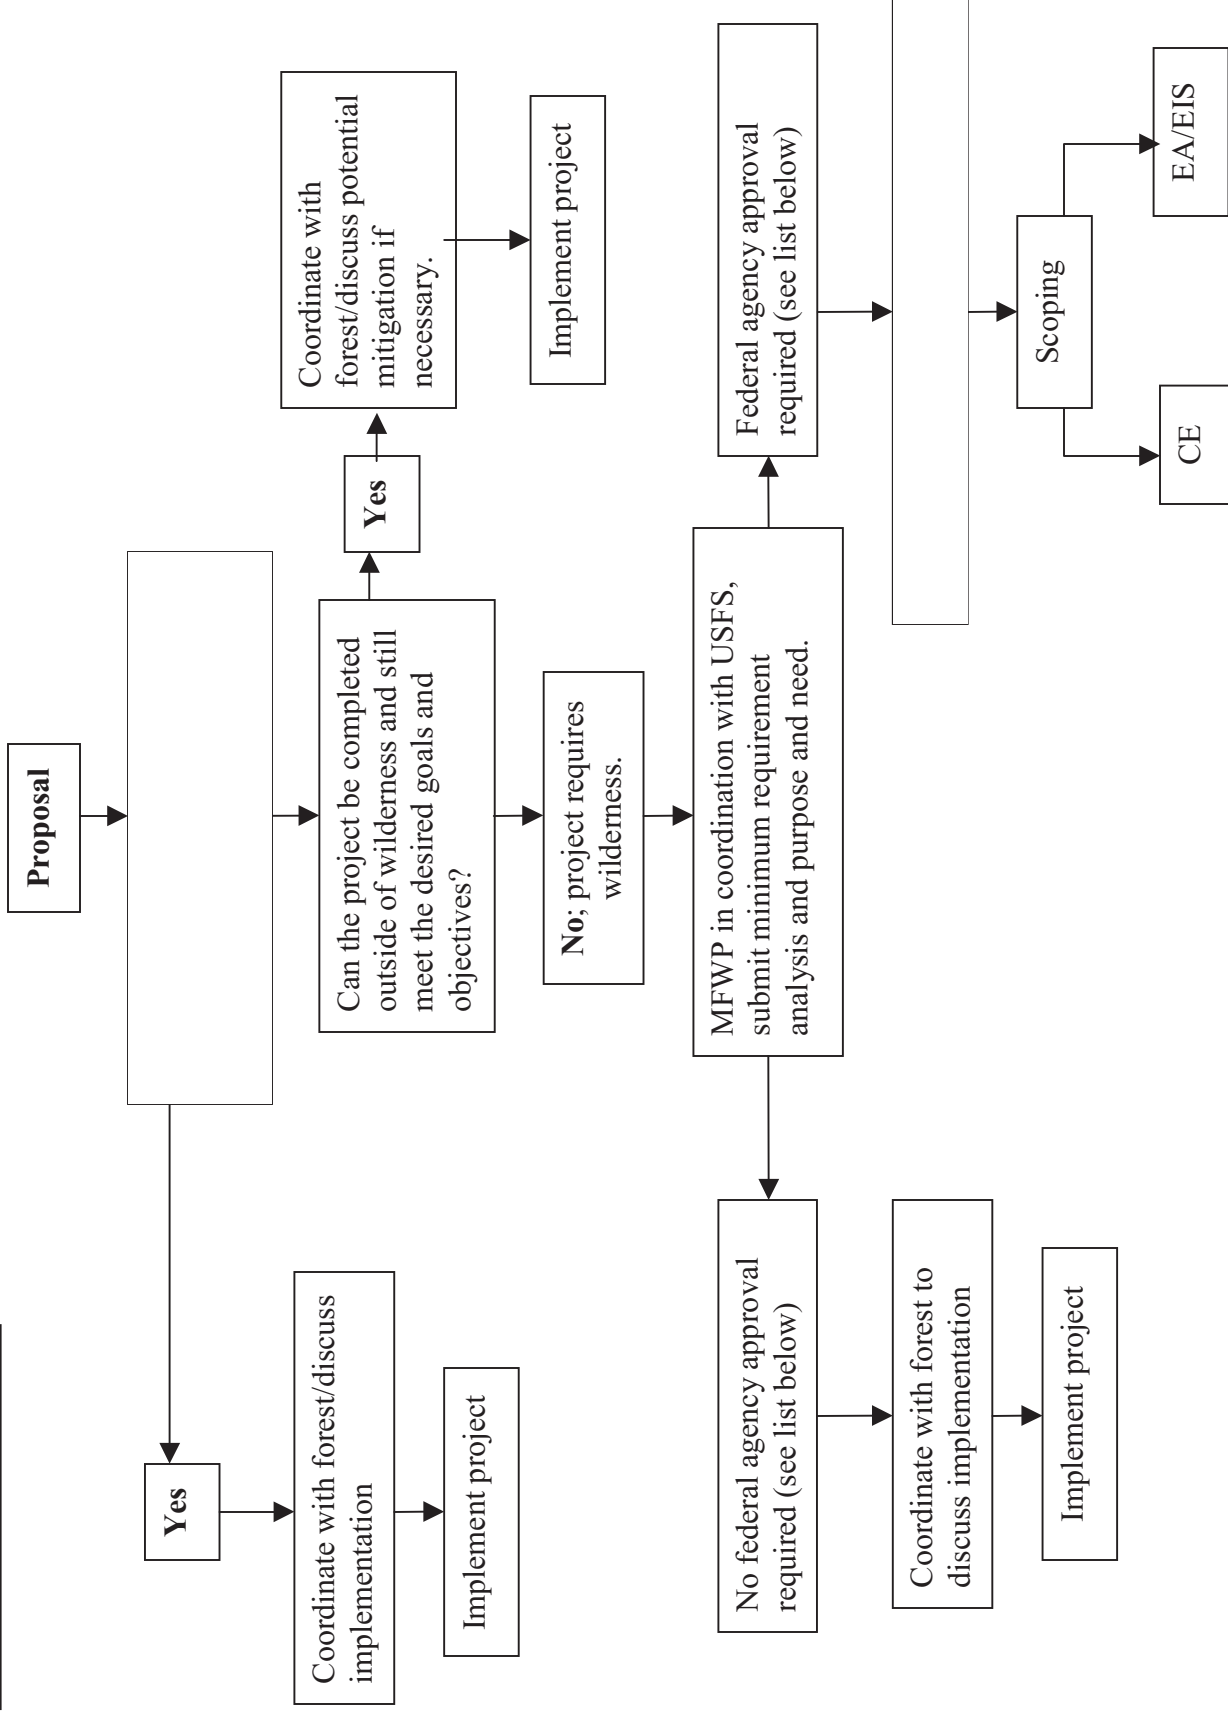 Proposal
Yes
Coordinate with forest/discuss
implementation
Implement project
Can the project be completed
outside of wilderness and still
meet the desired goals and
objectives?
Yes
Coordinate with
forest/discuss potential
mitigation if
necessary.
Implement project
No; project requires
wilderness.
MFWP in coordination with USFS,
submit minimum requirement
analysis and purpose and need.
No federal agency approval
required (see list below)
Coordinate with forest to
discuss implementation
Implement project
Federal agency approval
required (see list below)
Scoping
CE
EA/EIS